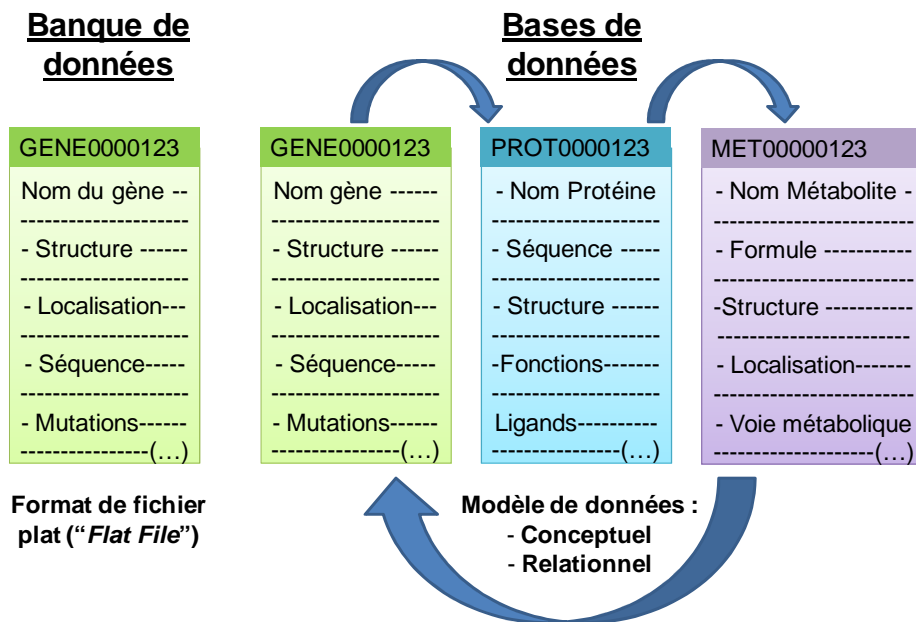 Banque de
données
GENE0000123
Nom du gène --
-----------------------
- Structure ------
-----------------------
- Localisation---
-----------------------
- Séquence-----
-----------------------
- Mutations-------
-----------------(…)
Format de fichier
plat (“Flat File”)
Bases de
données
GENE0000123
Nom gène ------
-----------------------
- Structure ------
-----------------------
- Localisation---
-----------------------
- Séquence-----
-----------------------
- Mutations-------
-----------------(…)
PROT0000123
- Nom Protéine
-----------------------
- Séquence ------
-----------------------
- Structure -------
-----------------------
-Fonctions-------
-----------------------
Ligands-----------
-----------------(…)
MET00000123
- Nom Métabolite -
-----------------------
- Formule ------
-----------------------
-Structure -------
-----------------------
- Localisation-------
-----------------------
- Voie métabolique
---------------------(…)
Modèle de données :
- Conceptuel
- Relationnel